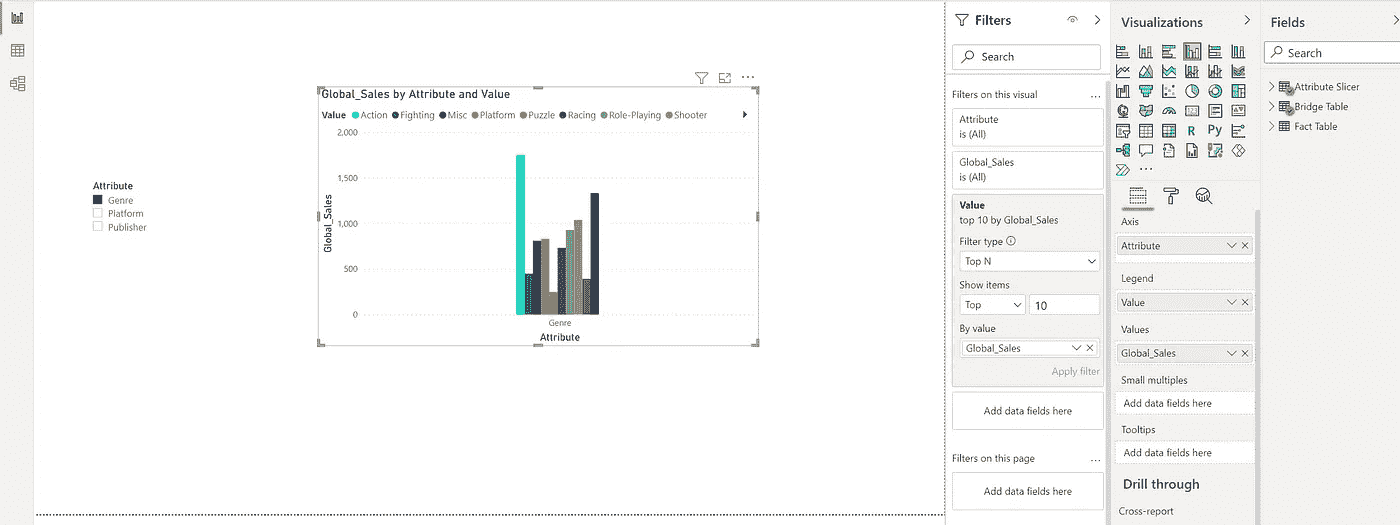 Attribute
Genre
Platform
Publisher
Global_Sales by Attribute and Value
Value Action Fighting Misc Platform Puzzle Racing Role-Playing Shooter
2,000
1,500
1,000
500
0
Global_Sales
Genre
Attribute
Filters
Search
Filters on this visual ...
Attribute
is (All)
Global_Sales
is (All)
Value
top 10 by Global_Sales
Filter type
Top N
Show items
Top 10
By value
Global_Sales
Apply filter
Add data fields here
Filters on this page ...
Add data fields here
Visualizations
R Py
...
Axis
Attribute
Legend
Value
Values
Global_Sales
Small multiples
Add data fields here
Tooltips
Add data fields here
Drill through
Cross-report
Fields
Search
Attribute Slicer
Bridge Table
Fact Table